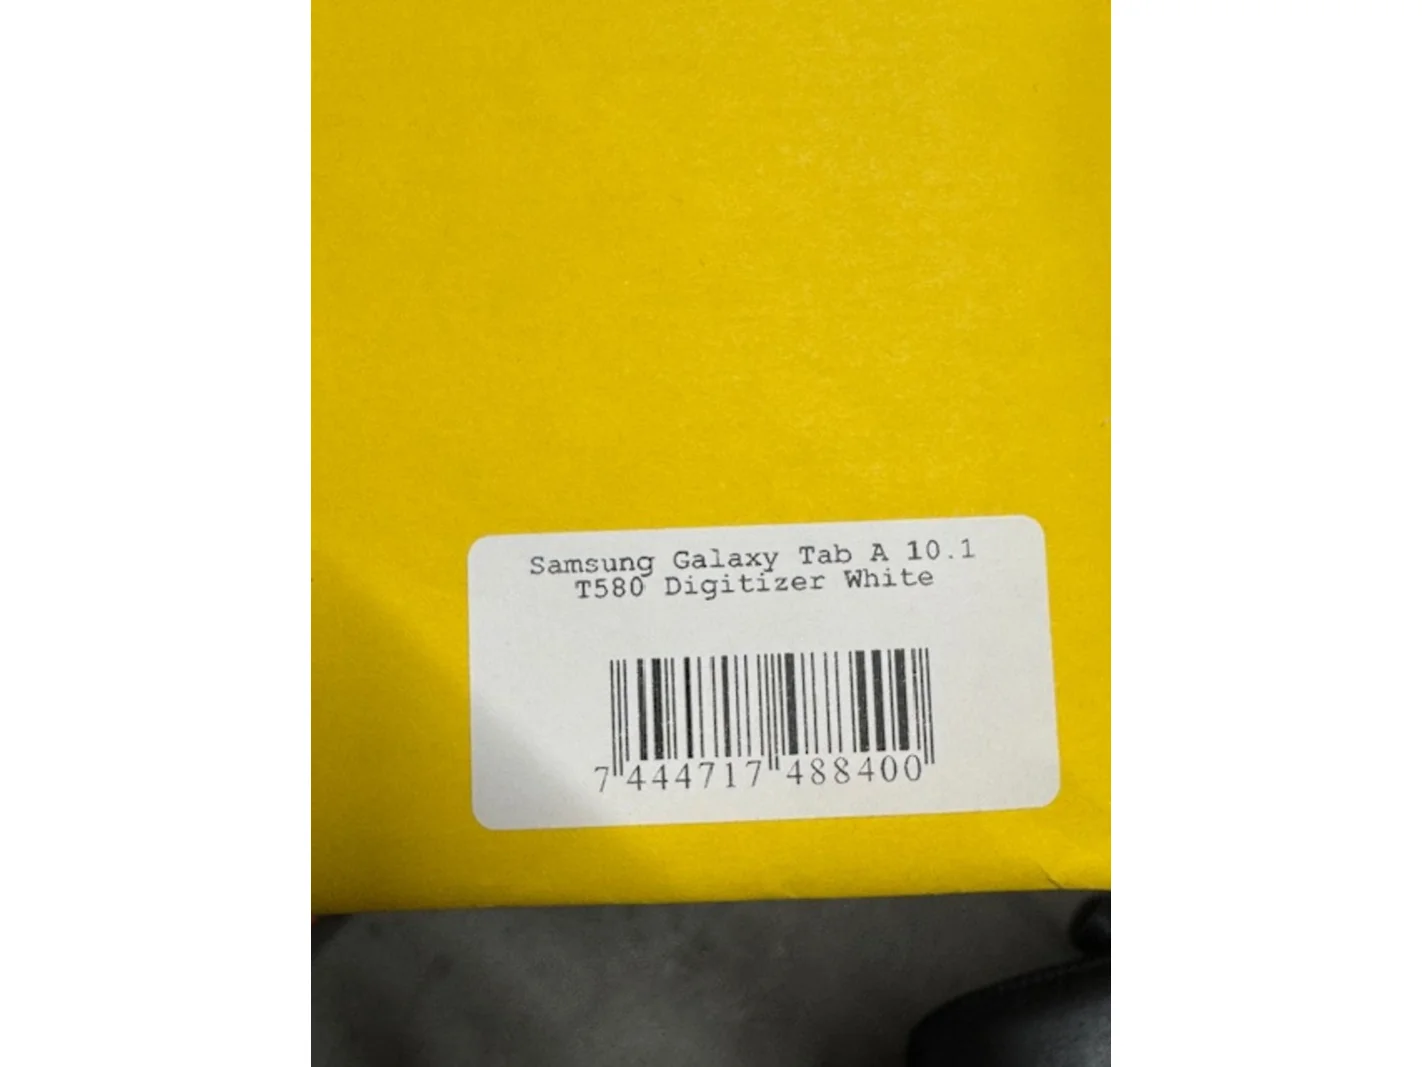 Samsung Galaxy Tab A 10.1
T580 Digitizer White
7 444717 488400